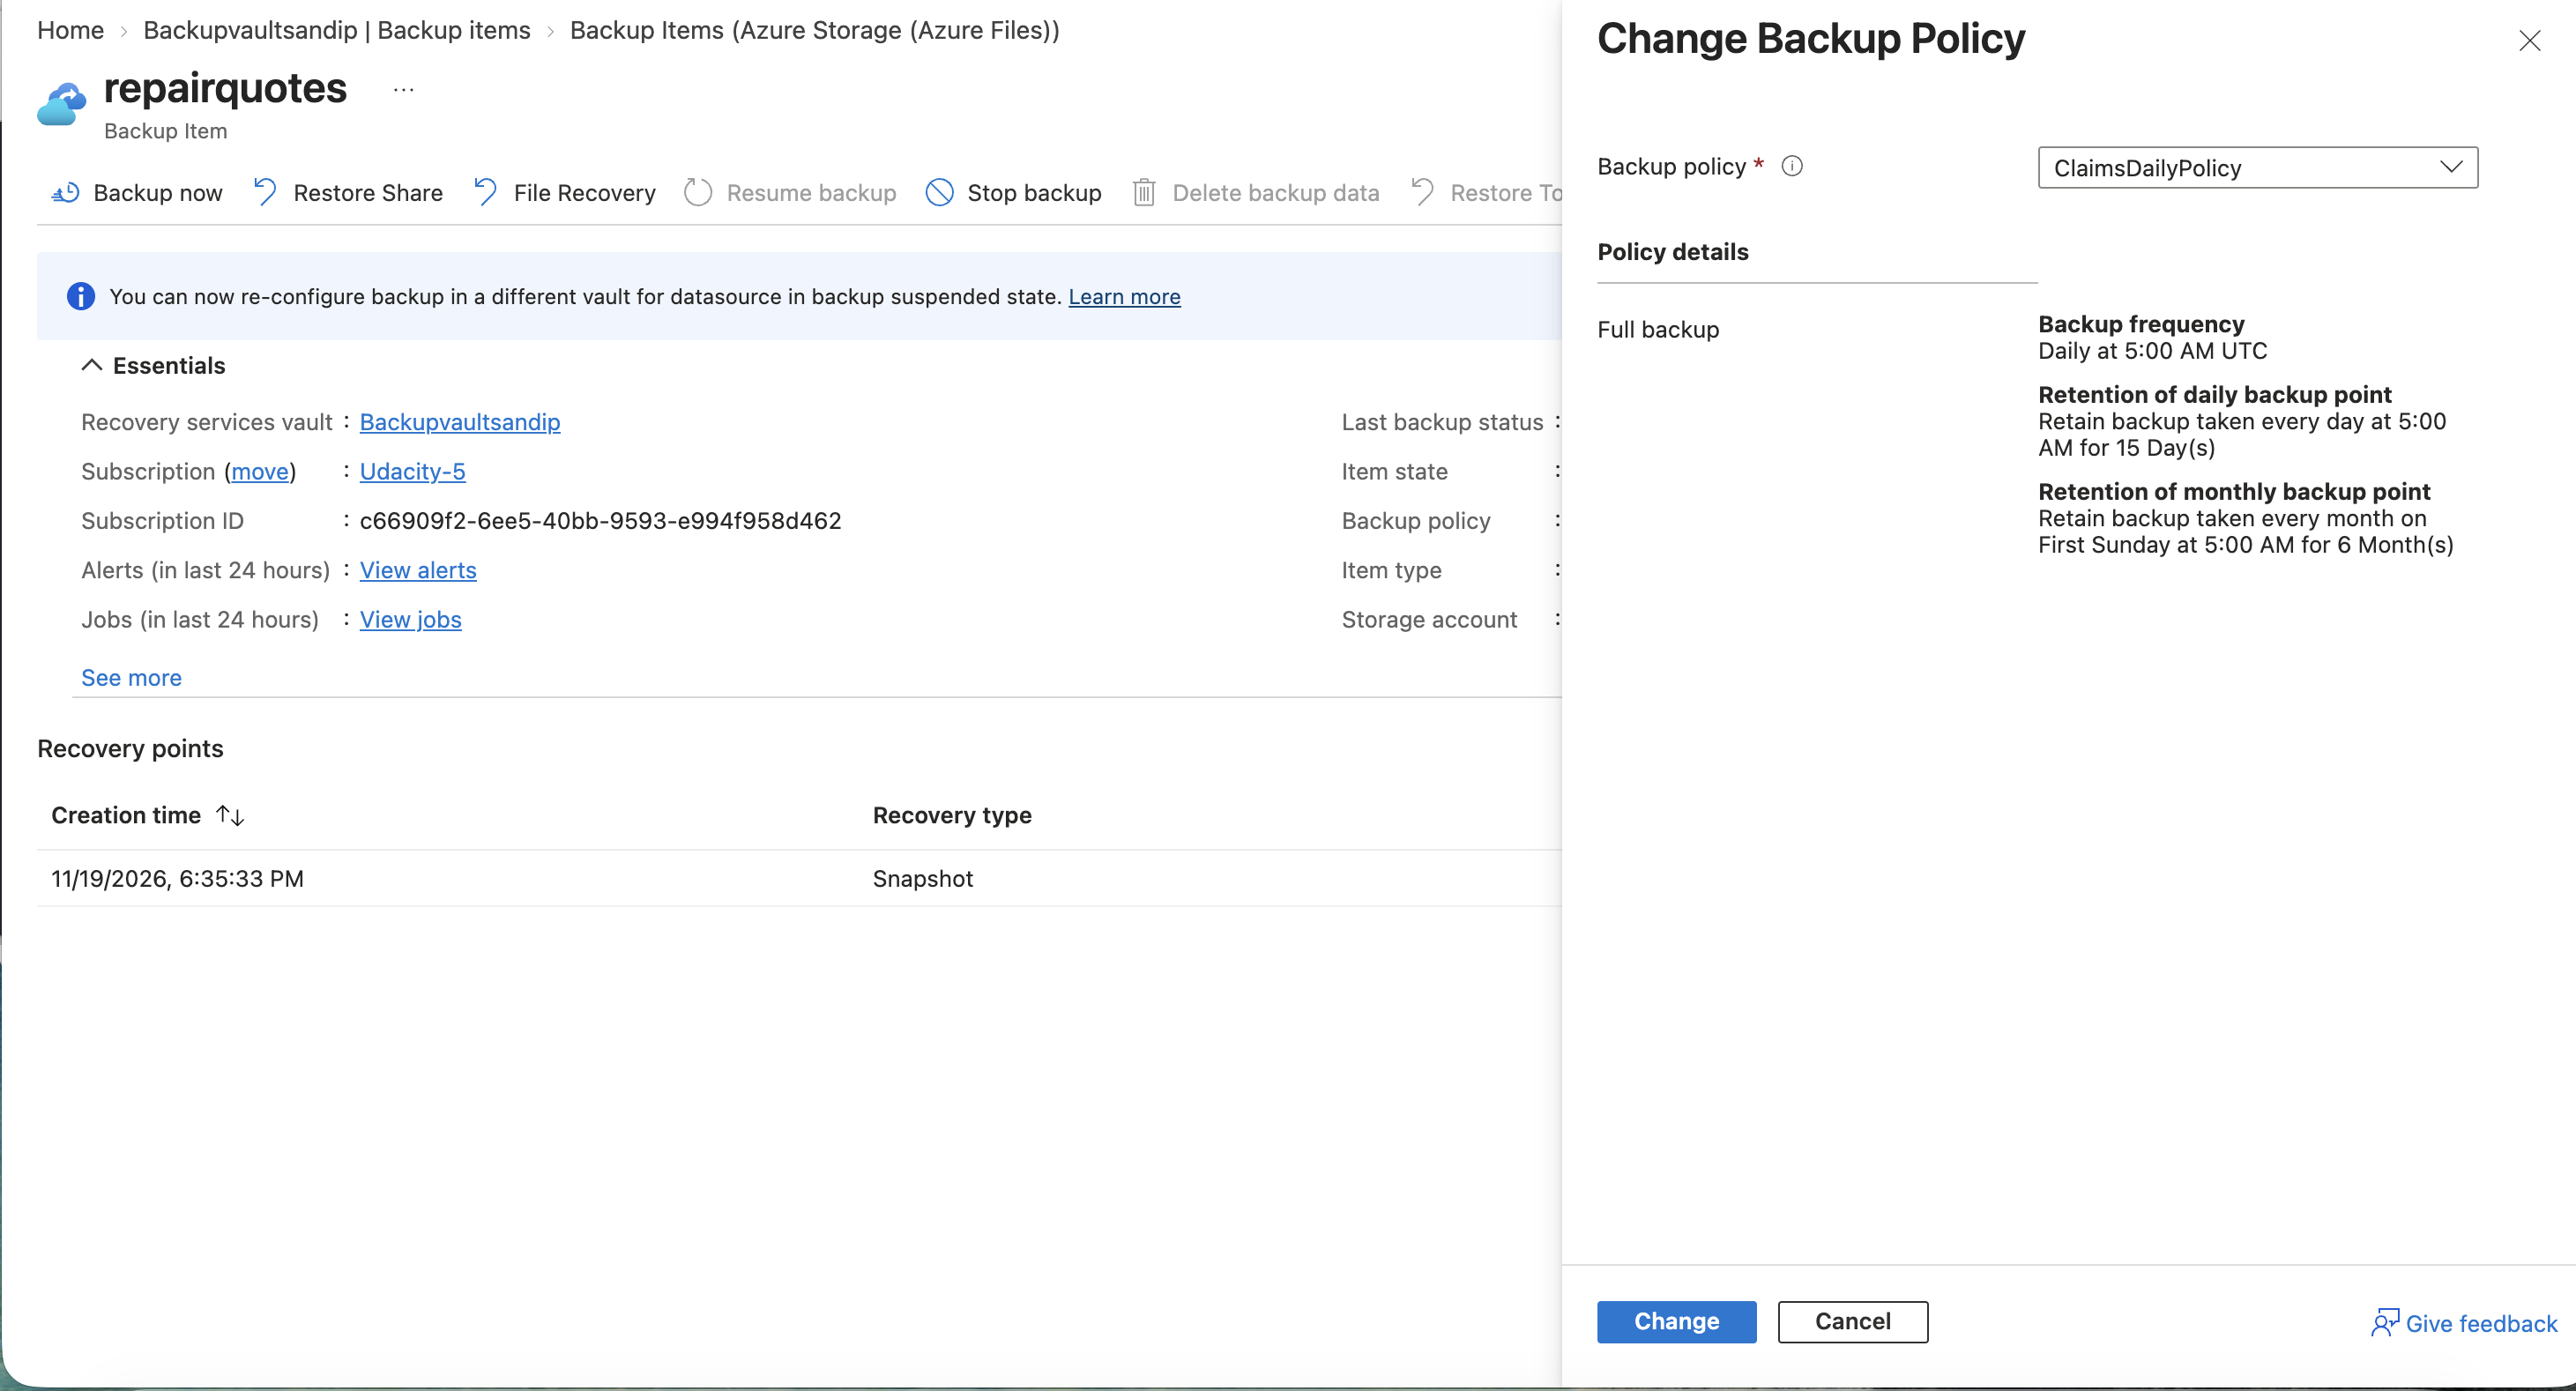 Home > Backupvaultsandip | Backup items > Backup Items (Azure Storage (Azure Files))
repairquotes ...
Backup Item
Backup now Restore Share File Recovery Resume backup Stop backup Delete backup data Restore To
You can now re-configure backup in a different vault for datasource in backup suspended state. Learn more
Essentials
Recovery services vault : Backupvaultsandip
Subscription (move) : Udacity-5
Subscription ID : c66909f2-6ee5-40bb-9593-e994f958d462
Alerts (in last 24 hours) : View alerts
Jobs (in last 24 hours) : View jobs
See more
Last backup status :
Item state :
Backup policy :
Item type :
Storage account :
Recovery points
Creation time Recovery type
11/19/2026, 6:35:33 PM Snapshot
Change Backup Policy
Backup policy * ClaimsDailyPolicy
Policy details
Full backup
Backup frequency
Daily at 5:00 AM UTC
Retention of daily backup point
Retain backup taken every day at 5:00
AM for 15 Day(s)
Retention of monthly backup point
Retain backup taken every month on
First Sunday at 5:00 AM for 6 Month(s)
Change Cancel Give feedback